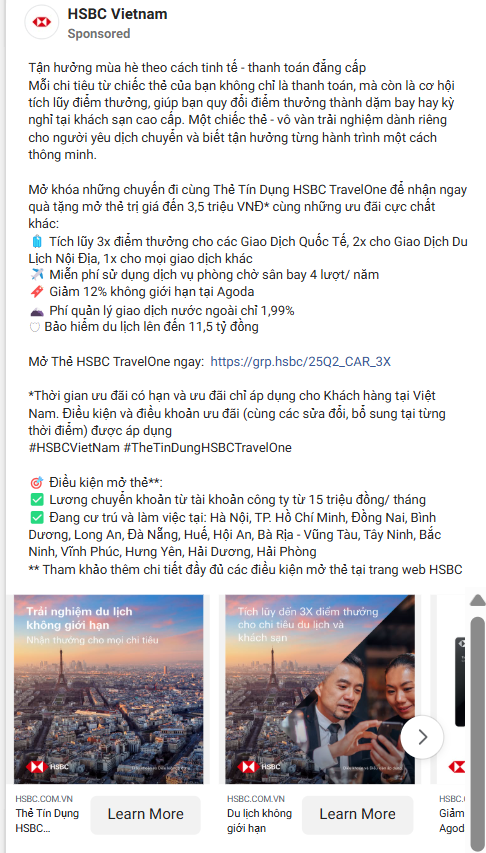 HSBC Vietnam
Sponsored
Tận hưởng mùa hè theo cách tinh tế - thanh toán đẳng cấp
Mỗi chi tiêu từ chiếc thẻ của bạn không chỉ là thanh toán, mà còn là cơ hội
tích lũy điểm thưởng, giúp bạn quy đổi điểm thưởng thành dặm bay hay kỳ
nghỉ tại khách sạn cao cấp. Một chiếc thẻ - vô vàn trải nghiệm dành riêng
cho người yêu dịch chuyển và biết tận hưởng từng hành trình một cách
thông minh.
Mở khóa những chuyến đi cùng Thẻ Tín Dụng HSBC TravelOne để nhận ngay
quà tặng mở thẻ trị giá đến 3,5 triệu VNĐ* cùng những ưu đãi cực chất
khác:
Tích lũy 3x điểm thưởng cho các Giao Dịch Quốc Tế, 2x cho Giao Dịch Du
Lịch Nội Địa, 1x cho mọi giao dịch khác
✈️ Miễn phí sử dụng dịch vụ phòng chờ sân bay 4 lượt/ năm
Giảm 12% không giới hạn tại Agoda
Phí quản lý giao dịch nước ngoài chỉ 1,99%
🛡️ Bảo hiểm du lịch lên đến 11,5 tỷ đồng
Mở Thẻ HSBC TravelOne ngay: https://grp.hsbc/25Q2_CAR_3X
*Thời gian ưu đãi có hạn và ưu đãi chỉ áp dụng cho Khách hàng tại Việt
Nam. Điều kiện và điều khoản ưu đãi (cùng các sửa đổi, bổ sung tại từng
thời điểm) được áp dụng
#HSBCVietNam #TheTinDungHSBCTravelOne
🎯 Điều kiện mở thẻ**:
✅ Lương chuyển khoản từ tài khoản công ty từ 15 triệu đồng/ tháng
✅ Đang cư trú và làm việc tại: Hà Nội, TP. Hồ Chí Minh, Đồng Nai, Bình
Dương, Long An, Đà Nẵng, Huế, Hội An, Bà Rịa - Vũng Tàu, Tây Ninh, Bắc
Ninh, Vĩnh Phúc, Hưng Yên, Hải Dương, Hải Phòng
** Tham khảo thêm chi tiết đầy đủ các điều kiện mở thẻ tại trang web HSBC
Trải nghiệm du lịch
không giới hạn
Nhận thưởng cho mọi chi tiêu
HSBC
Tích lũy đến 3X điểm thưởng
cho chi tiêu du lịch và
khách sạn
HSBC
HSBC.COM.VN
Thẻ Tín Dụng
HSBC...
Learn More
HSBC.COM.VN
Du lịch không
giới hạn
Learn More
HSBC.
Giảm
Agod